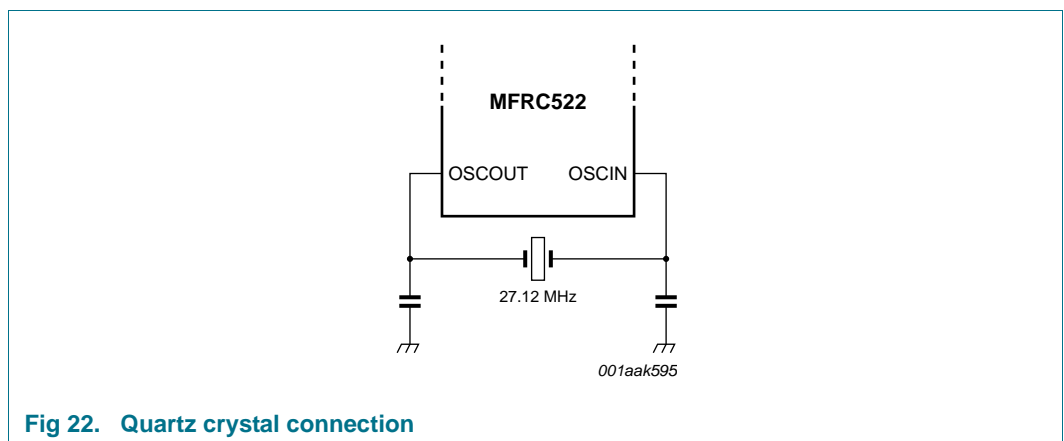 MFRC522
OSCOUT OSCIN
27.12 MHz
001aak595
Fig 22. Quartz crystal connection